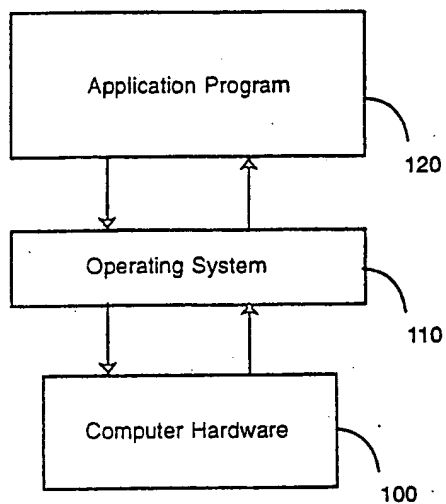 Application Program
120
Operating System
110
Computer Hardware
100